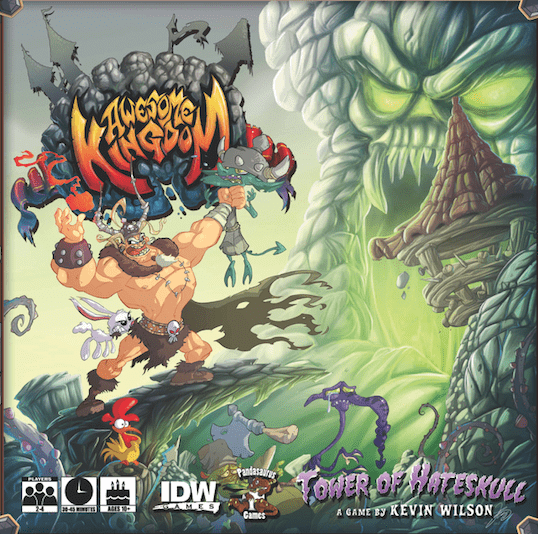 AWESOME
KINGDOM
PLAYERS
2-4
30-45 MINUTES
AGES 10+
IDW
GAMES
Pandasaurus
Games
TOWER OF HATESKULL
A GAME BY KEVIN WILSON